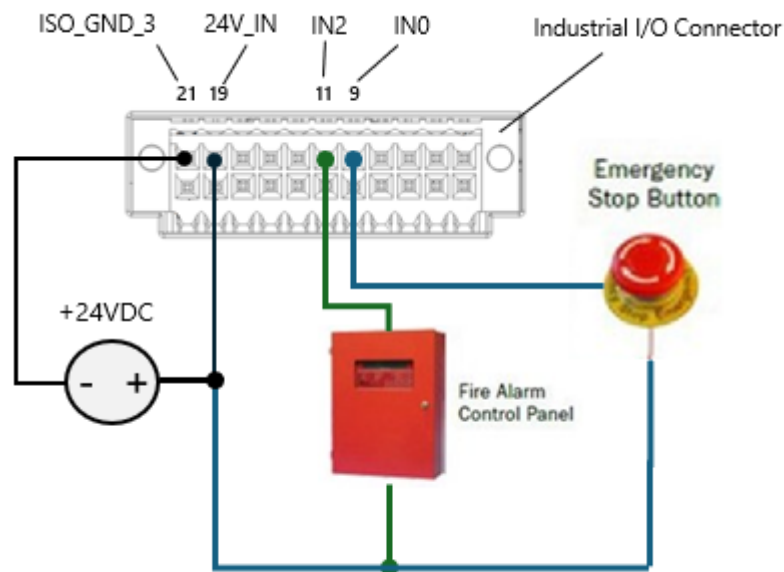 ISO_GND_3 24V_IN IN2 IN0 Industrial I/O Connector
21 19 11 9
Emergency
Stop Button
+24VDC
- +
Fire Alarm
Control Panel